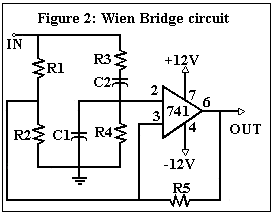 Figure 2: Wien Bridge circuit
IN
R1
R3
C2
+12V
2
7
741
6
3
4
OUT
R2
C1
R4
-12V
R5